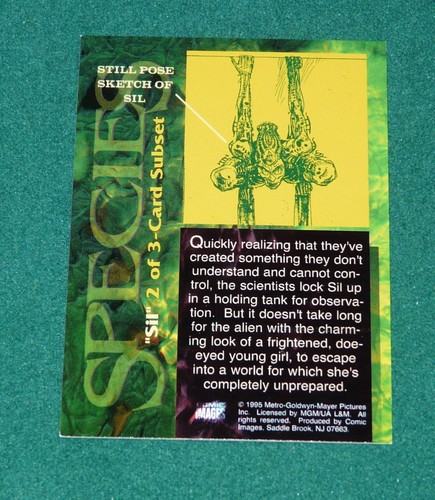 STILL POSE
SKETCH OF
SIL
SPECIES
"Sil" 2 of 3-Card Subset
Quickly realizing that they've
created something they don't
understand and cannot con-
trol, the scientists lock Sil up
in a holding tank for observa-
tion. But it doesn't take long
for the alien with the charm-
ing look of a frightened, doe-
eyed young girl, to escape
into a world for which she's
completely unprepared.
COMIC
IMAGES
© 1995 Metro-Goldwyn-Mayer Pictures
Inc. Licensed by MGM/UA L&M. All
rights reserved. Produced by Comic
Images. Saddle Brook, NJ 07663.